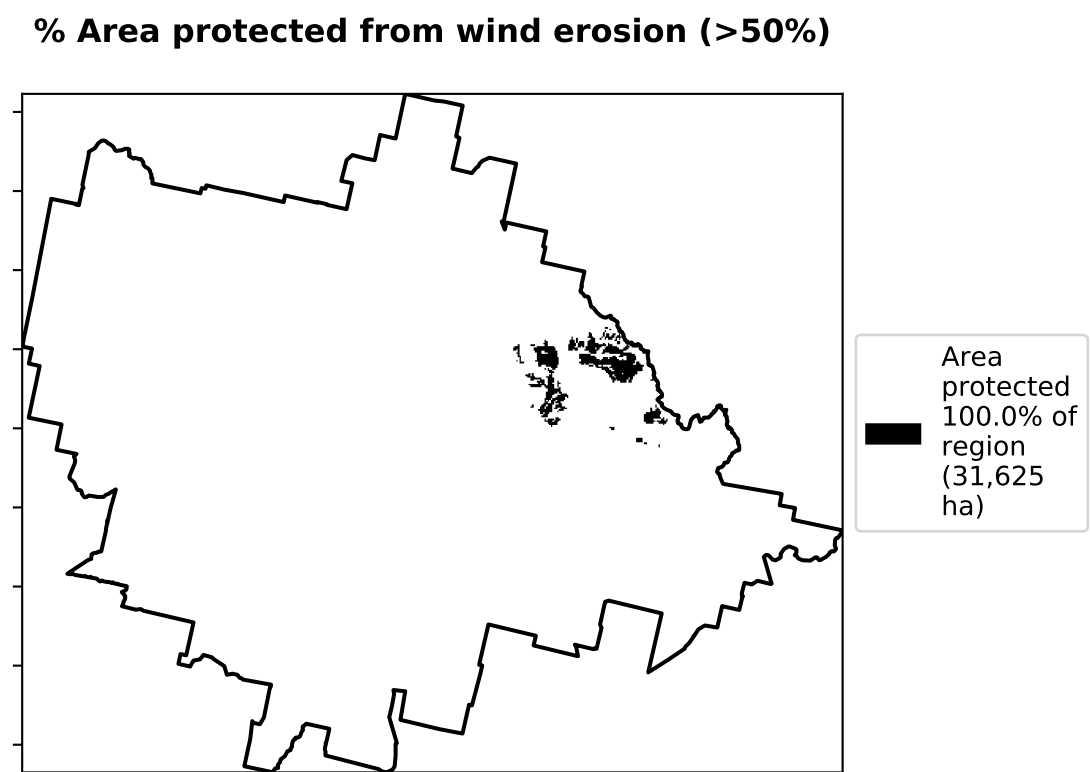 % Area protected from wind erosion (>50%)
Area
protected
100.0% of
region
(31,625
ha)